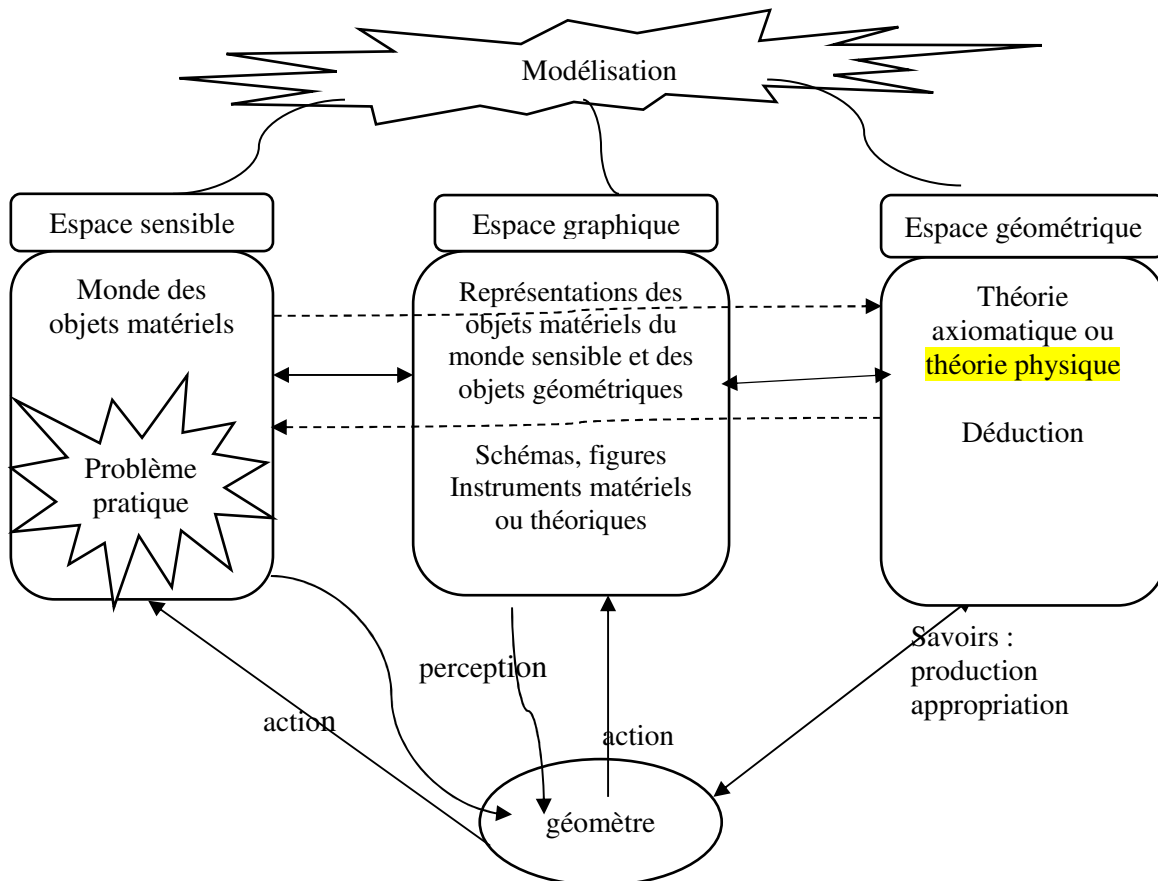 Modélisation
Espace sensible
Espace graphique
Espace géométrique
Monde des
objets matériels
Problème
pratique
Représentations des
objets matériels du
monde sensible et des
objets géométriques
Schémas, figures
Instruments matériels
ou théoriques
Théorie
axiomatique ou
théorie physique
Déduction
perception
action
action
Savoirs :
production
appropriation
géomètre